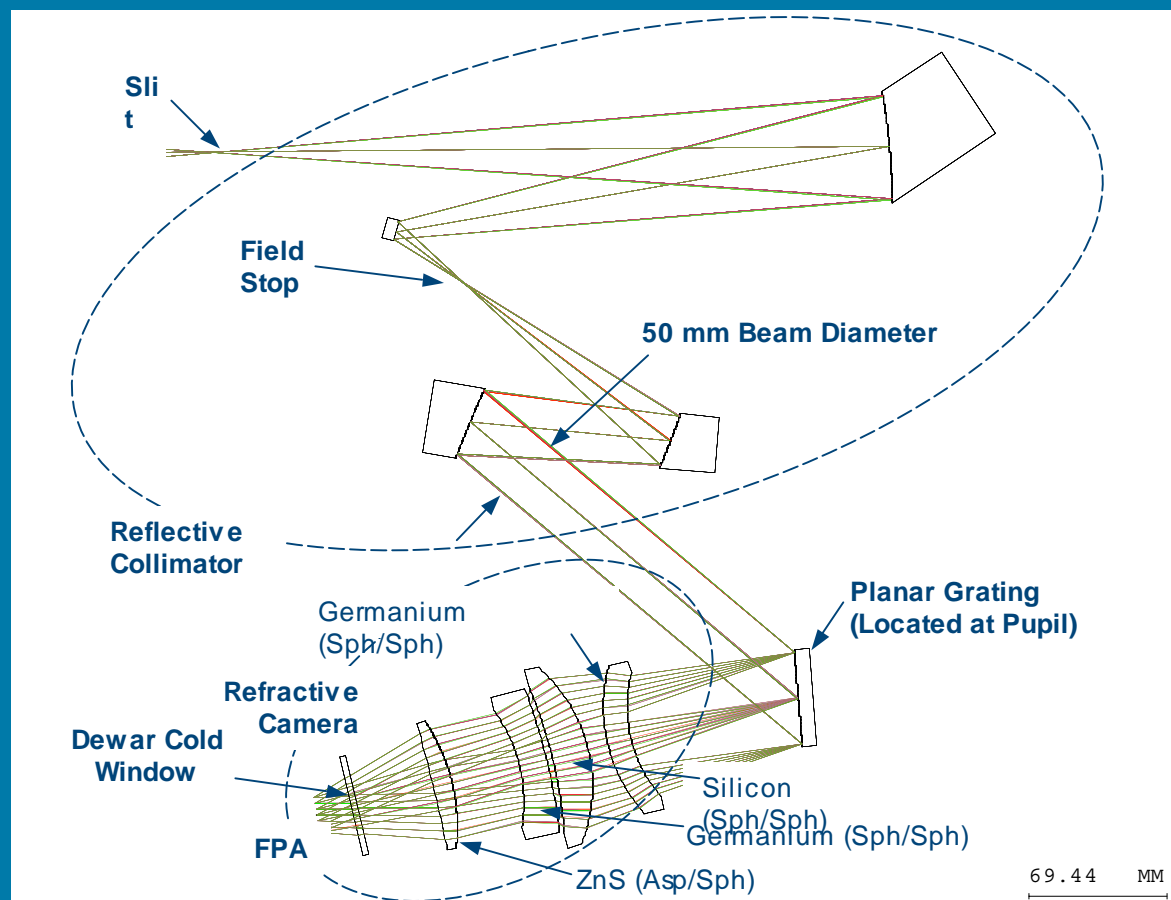 Sli
t
Field
Stop
50 mm Beam Diameter
Reflective
Collimator
Germanium
(Sph/Sph)
Planar Grating
(Located at Pupil)
Refractive
Camera
Dewar Cold
Window
Silicon
(Sph/Sph)
Germanium (Sph/Sph)
FPA
ZnS (Asp/Sph)
69.44 MM